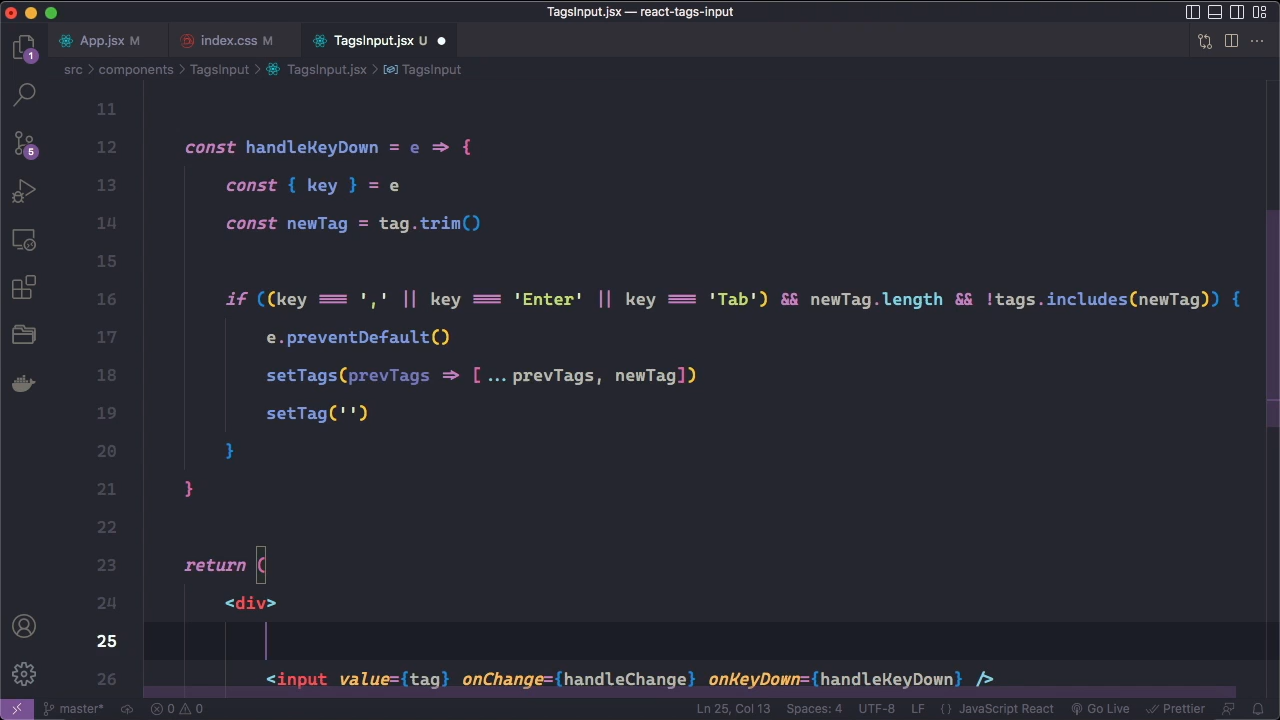 TagsInput.jsx — react-tags-input
App.jsx M
index.css M
TagsInput.jsx U
src > components > TagsInput > TagsInput.jsx > TagsInput
1
5
11
12 const handleKeyDown = e => {
13 const { key } = e
14 const newTag = tag.trim()
15
16 if ((key === ',' || key === 'Enter' || key === 'Tab') && newTag.length && !tags.includes(newTag)) {
17 e.preventDefault()
18 setTags(prevTags => [...prevTags, newTag])
19 setTag('')
20 }
21 }
22
23 return (
24 <div>
25
26 <input value={tag} onChange={handleChange} onKeyDown={handleKeyDown} />
master* 0 0 Ln 25, Col 13 Spaces: 4 UTF-8 LF {} JavaScript React Go Live Prettier